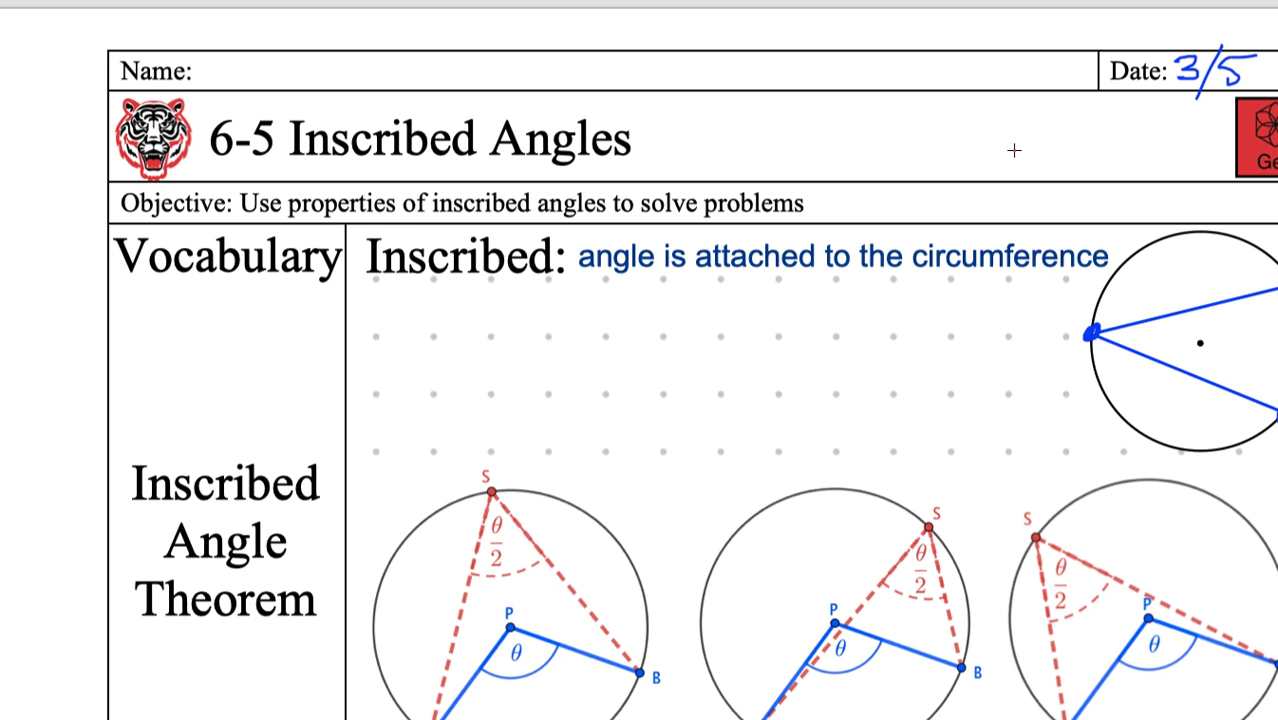 Name:
Date: 3/5
6-5 Inscribed Angles
Objective: Use properties of inscribed angles to solve problems
Vocabulary
Inscribed: angle is attached to the circumference
Inscribed
Angle
Theorem
S
θ
2
P
θ
B
S
θ
2
P
θ
B
S
θ
2
P
θ